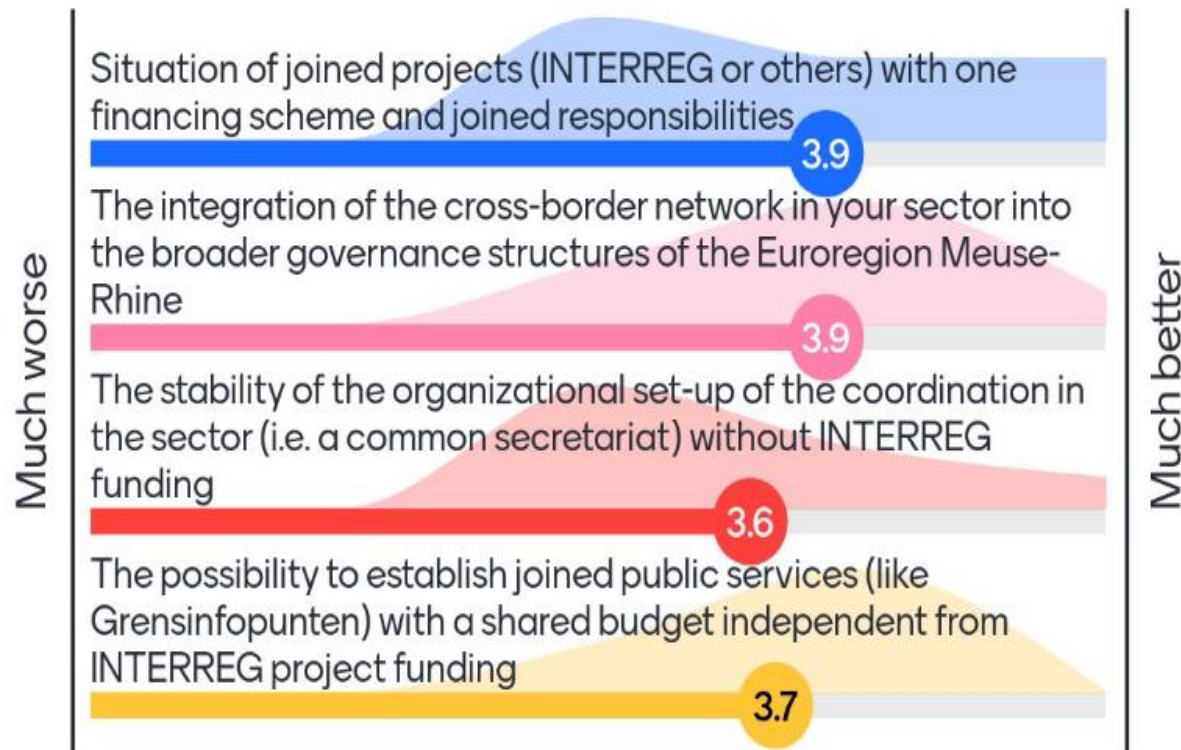 Much worse
Situation of joined projects (INTERREG or others) with one
financing scheme and joined responsibilities
3.9
The integration of the cross-border network in your sector into
the broader governance structures of the Euroregion Meuse-
Rhine
3.9
The stability of the organizational set-up of the coordination in
the sector (i.e. a common secretariat) without INTERREG
funding
3.6
The possibility to establish joined public services (like
Grensinfopunten) with a shared budget independent from
INTERREG project funding
3.7
Much better